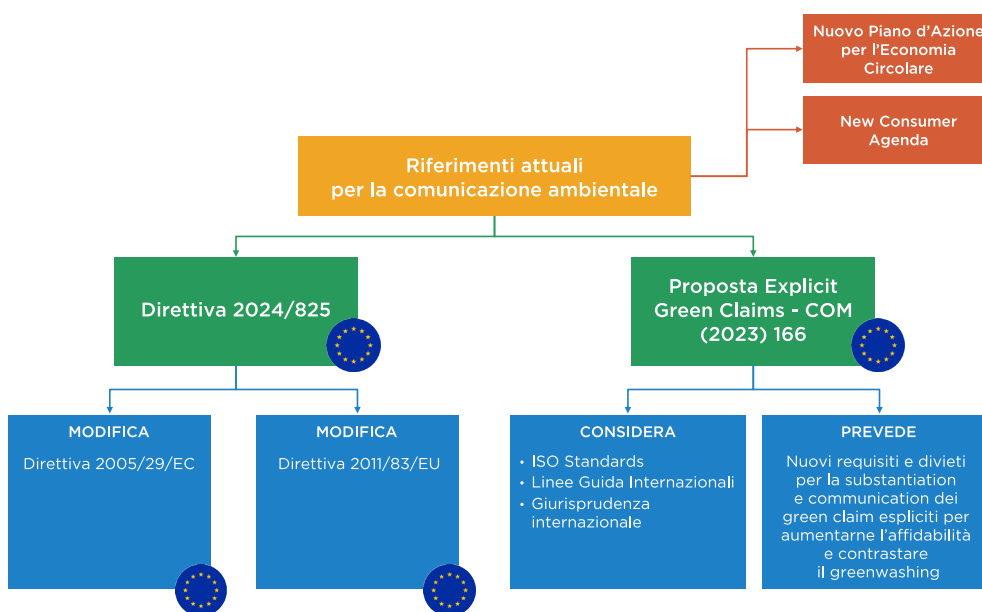 Nuovo Piano d'Azione
per l'Economia
Circolare
New Consumer
Agenda
Riferimenti attuali
per la comunicazione ambientale
Direttiva 2024/825
Proposta Explicit
Green Claims - COM
(2023) 166
MODIFICA
Direttiva 2005/29/EC
MODIFICA
Direttiva 2011/83/EU
CONSIDERA
• ISO Standards
• Linee Guida Internazionali
• Giurisprudenza
internazionale
PREVEDE
Nuovi requisiti e divieti
per la substantiation
e communication dei
green claim espliciti per
aumentarne l'affidabilità
e contrastare
il greenwashing